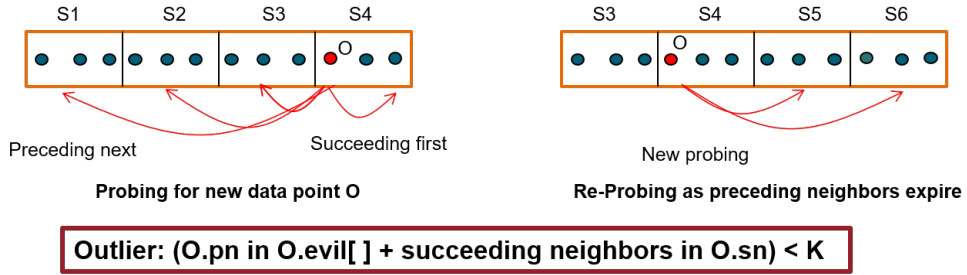 S1 S2 S3 S4
O
Preceding next
Succeeding first
Probing for new data point O
S3 S4 S5 S6
O
New probing
Re-Probing as preceding neighbors expire
Outlier: (O.pn in O.evil[ ] + succeeding neighbors in O.sn) < K